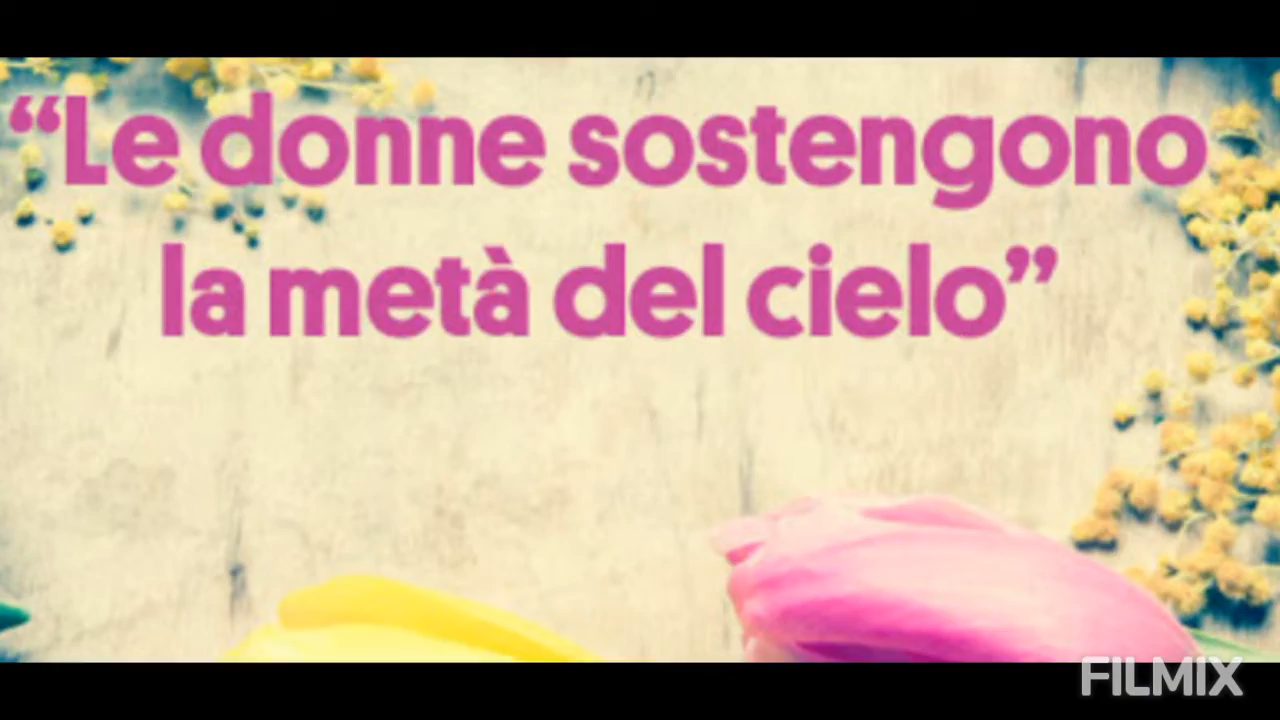 “Le donne sostengono
la metà del cielo”
FILMIX